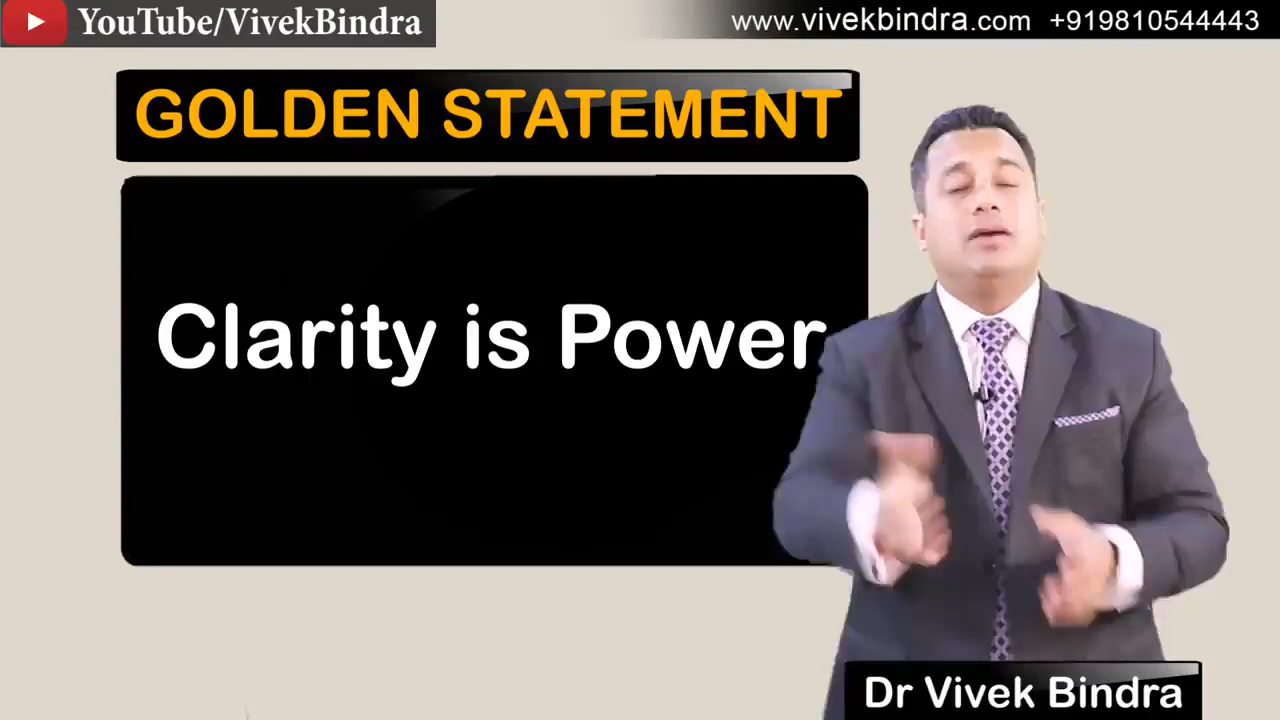 YouTube/VivekBindra
www.vivekbindra.com +919810544443
GOLDEN STATEMENT
Clarity is Power
Dr Vivek Bindra